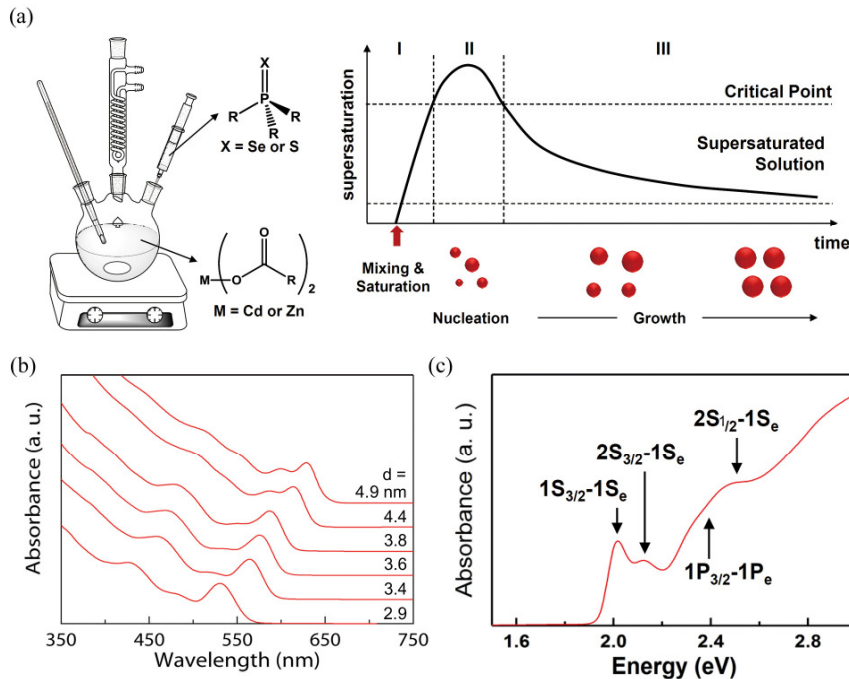 (a)
X
P
R
R
R
X = Se or S
O
M
O
R
2
M = Cd or Zn
I
II
III
supersaturation
Critical Point
Supersaturated
Solution
time
Mixing &
Saturation
Nucleation
Growth
(b)
Absorbance (a. u.)
d =
4.9 nm
4.4
3.8
3.6
3.4
2.9
350
450
550
650
750
Wavelength (nm)
(c)
Absorbance (a. u.)
2S1/2-1Se
2S3/2-1Se
1S3/2-1Se
1P3/2-1Pe
1.6
2.0
2.4
2.8
Energy (eV)